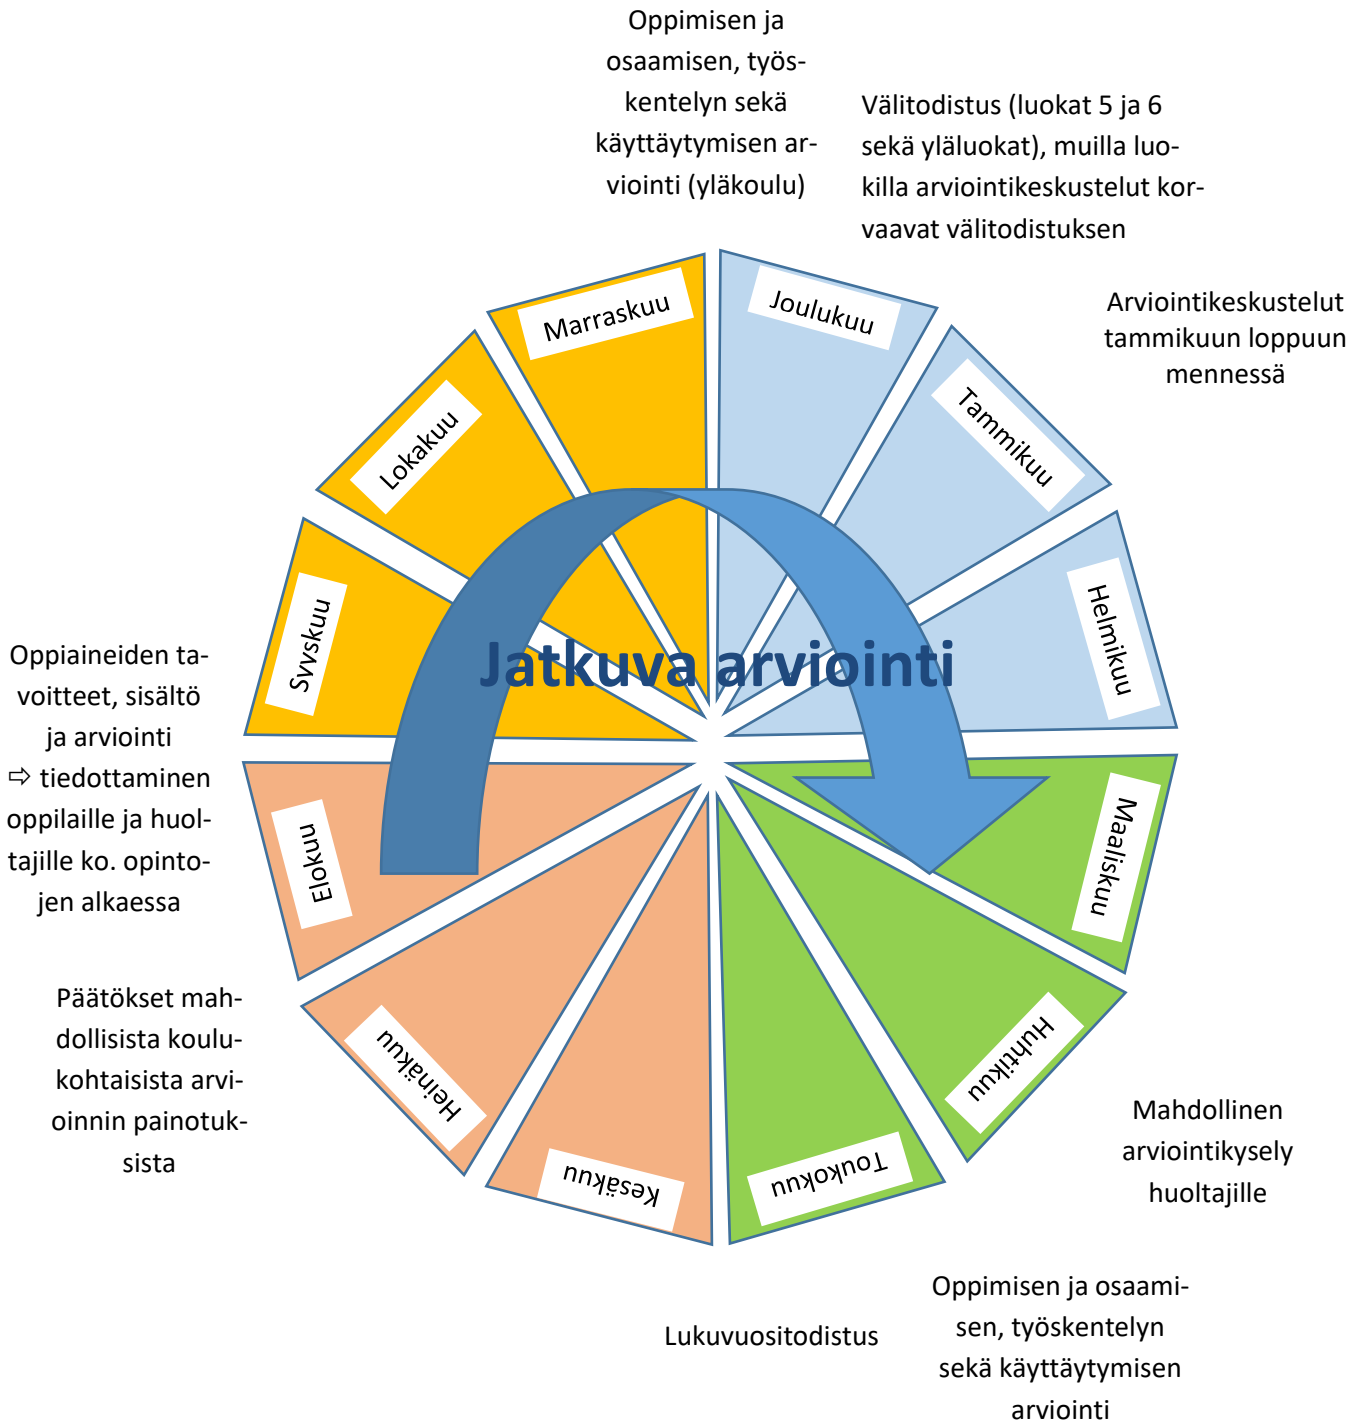 Oppimisen ja
osaamisen, työs-
kentelyn sekä
käyttäytymisen ar-
viointi (yläkoulu)
Välitodistus (luokat 5 ja 6
sekä yläluokat), muilla luo-
killa arviointikeskustelut kor-
vaavat välitodistuksen
Arviointikeskustelut
tammikuun loppuun
mennessä
Marraskuu
Joulukuu
Lokakuu
Tammikuu
Syyskuu
Helmikuu
Jatkuva arviointi
Oppiaineiden ta-
voitteet, sisältö
ja arviointi
⇨ tiedottaminen
oppilaille ja huol-
tajille ko. opinto-
jen alkaessa
Elokuu
Maaliskuu
Päätökset mah-
dollisista koulu-
kohtaisista arvi-
oinnin painotuk-
sista
Heinäkuu
Huhtikuu
Kesäkuu
Toukokuu
Mahdollinen
arviointikysely
huoltajille
Lukuvuositodistus
Oppimisen ja osaami-
sen, työskentelyn
sekä käyttäytymisen
arviointi